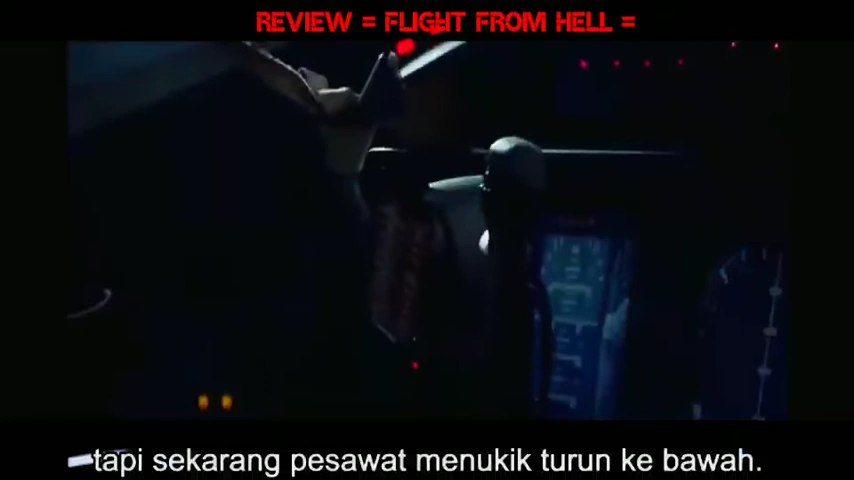 REVIEW = FLIGHT FROM HELL =
tapi sekarang pesawat menukik turun ke bawah.